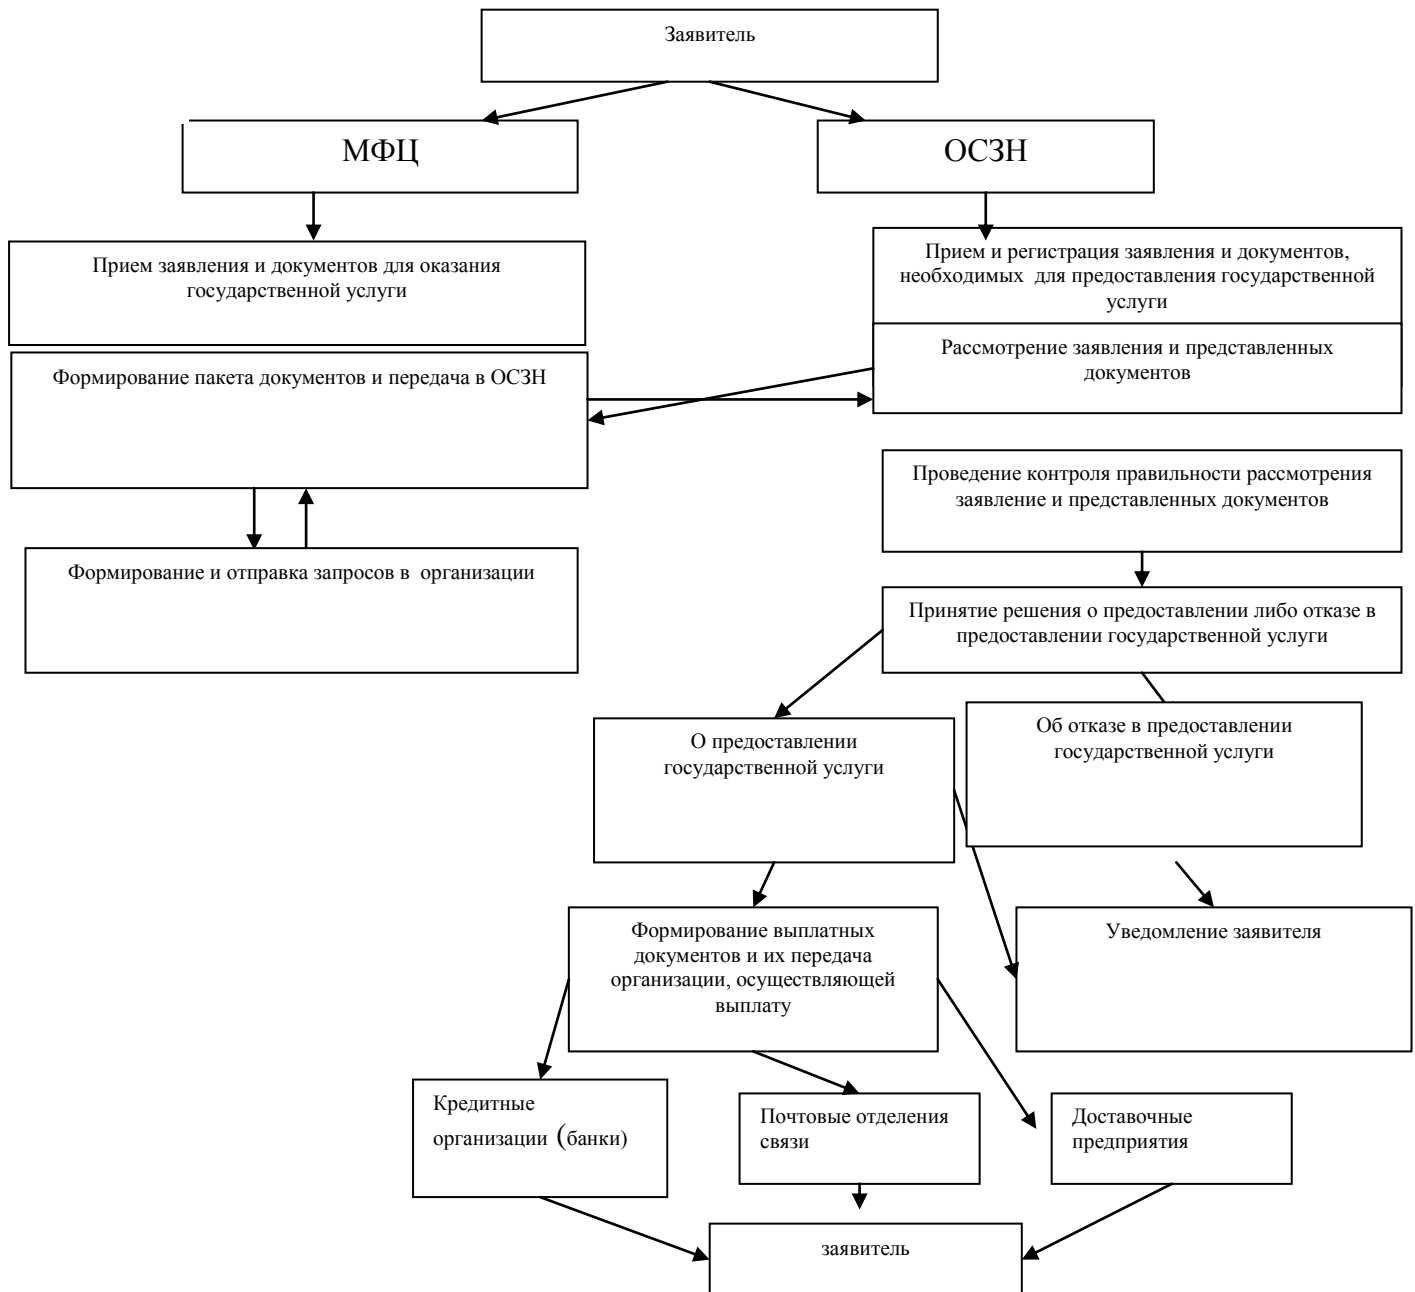 Заявитель
МФЦ
ОСЗН
Прием заявления и документов для оказания
государственной услуги
Прием и регистрация заявления и документов,
необходимых для предоставления государственной
услуги
Рассмотрение заявления и представленных
документов
Формирование пакета документов и передача в ОСЗН
Проведение контроля правильности рассмотрения
заявление и представленных документов
Формирование и отправка запросов в организации
Принятие решения о предоставлении либо отказе в
предоставлении государственной услуги
О предоставлении
государственной услуги
Об отказе в предоставлении
государственной услуги
Формирование выплатных
документов и их передача
организации, осуществляющей
выплату
Уведомление заявителя
Кредитные
организации (банки)
Почтовые отделения
связи
Доставочные
предприятия
заявитель